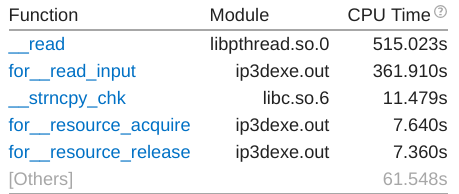 Function Module CPU Time ?
__read libpthread.so.0 515.023s
for__read_input ip3dexe.out 361.910s
__strncpy_chk libc.so.6 11.479s
for__resource_acquire ip3dexe.out 7.640s
for__resource_release ip3dexe.out 7.360s
[Others] 61.548s